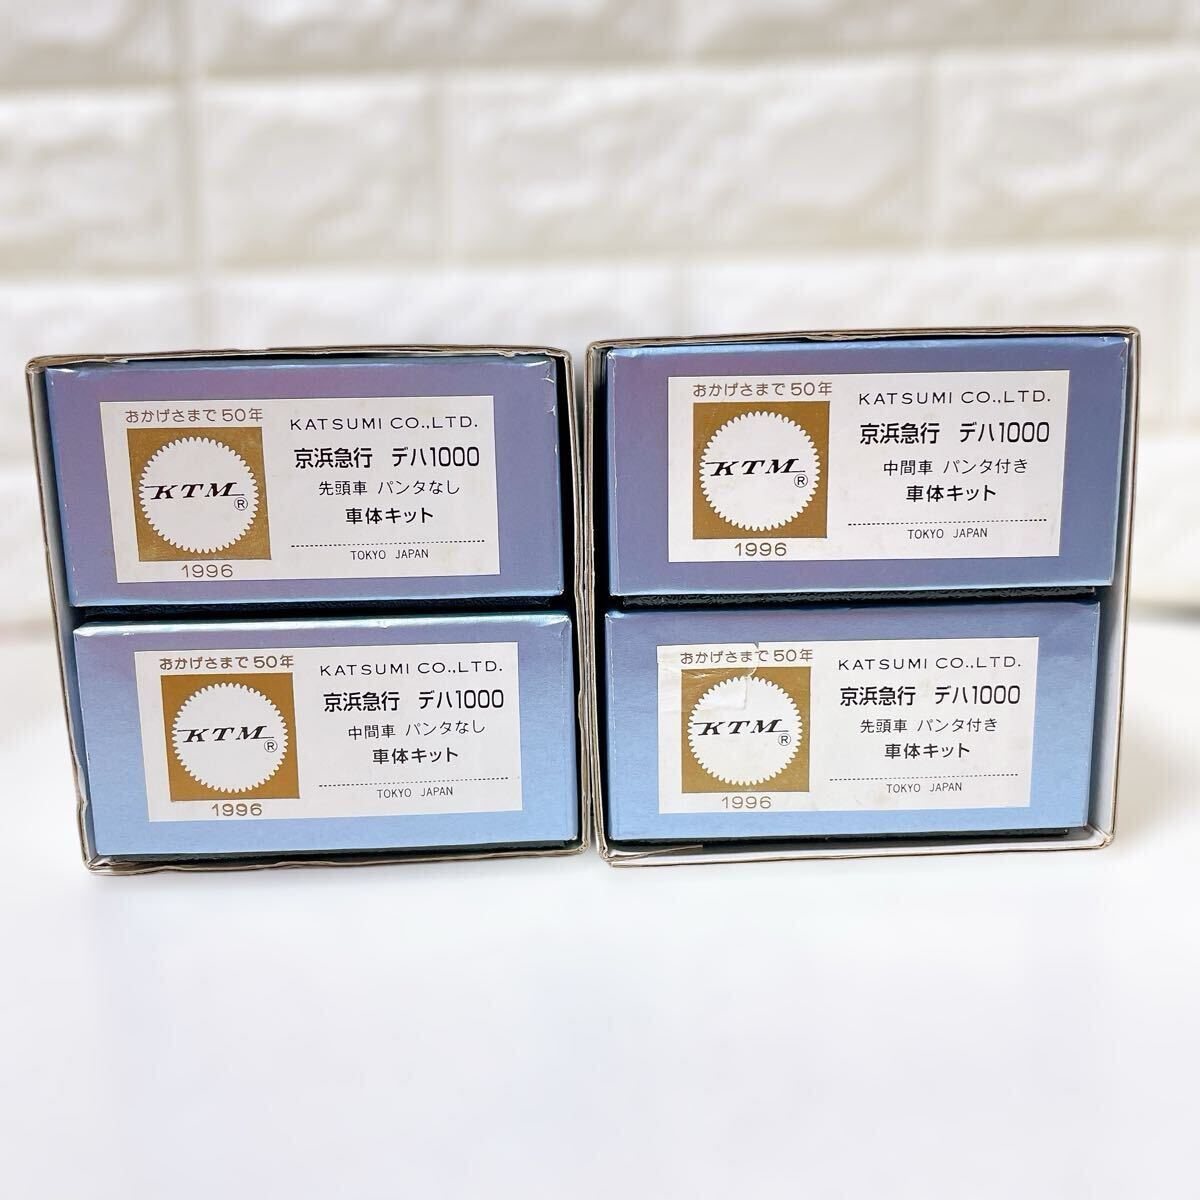 おかげさまで50年
KTM
®
1996
KATSUMI CO.,LTD.
京浜急行 デハ1000
先頭車 パンタなし
車体キット
TOKYO JAPAN
おかげさまで50年
KTM
®
1996
KATSUMI CO.,LTD.
京浜急行 デハ1000
中間車 パンタなし
車体キット
TOKYO JAPAN
おかげさまで50年
KTM
®
1996
KATSUMI CO.,LTD.
京浜急行 デハ1000
中間車 パンタ付き
車体キット
TOKYO JAPAN
おかげさまで50年
KTM
®
1996
KATSUMI CO.,LTD.
京浜急行 デハ1000
先頭車 パンタ付き
車体キット
TOKYO JAPAN